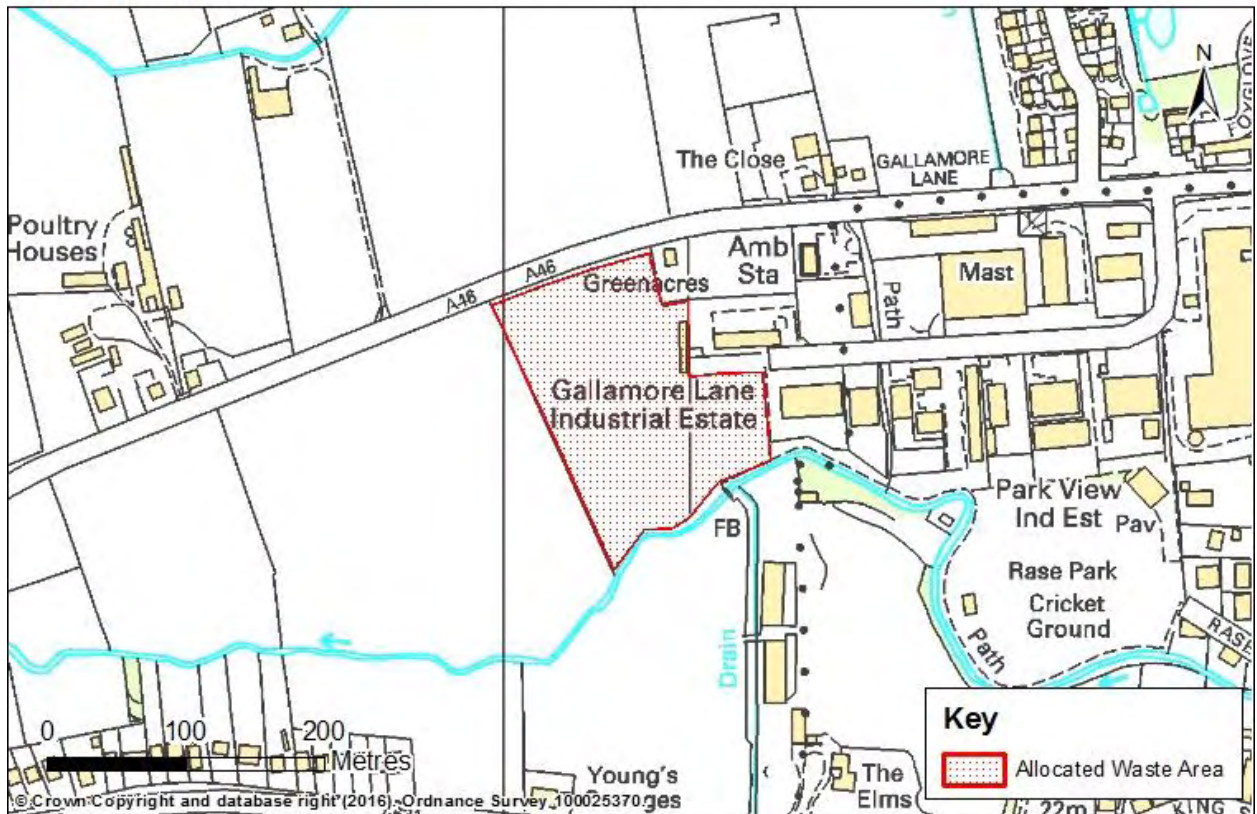 N
FOXGLOVE
The Close
GALLAMORE
LANE
Poultry
Houses
A46
A46
Greenacres
Amb
Sta
Mast
Path
Gallamore Lane
Industrial Estate
Park View
Ind Est
Pav
FB
Rase Park
Cricket
Ground
RASE
Path
Drain
0 100 200
Metres
Young's
The
Elms
22m
KING
Key
Allocated Waste Area
© Crown Copyright and database right (2016). Ordnance Survey 100025370.